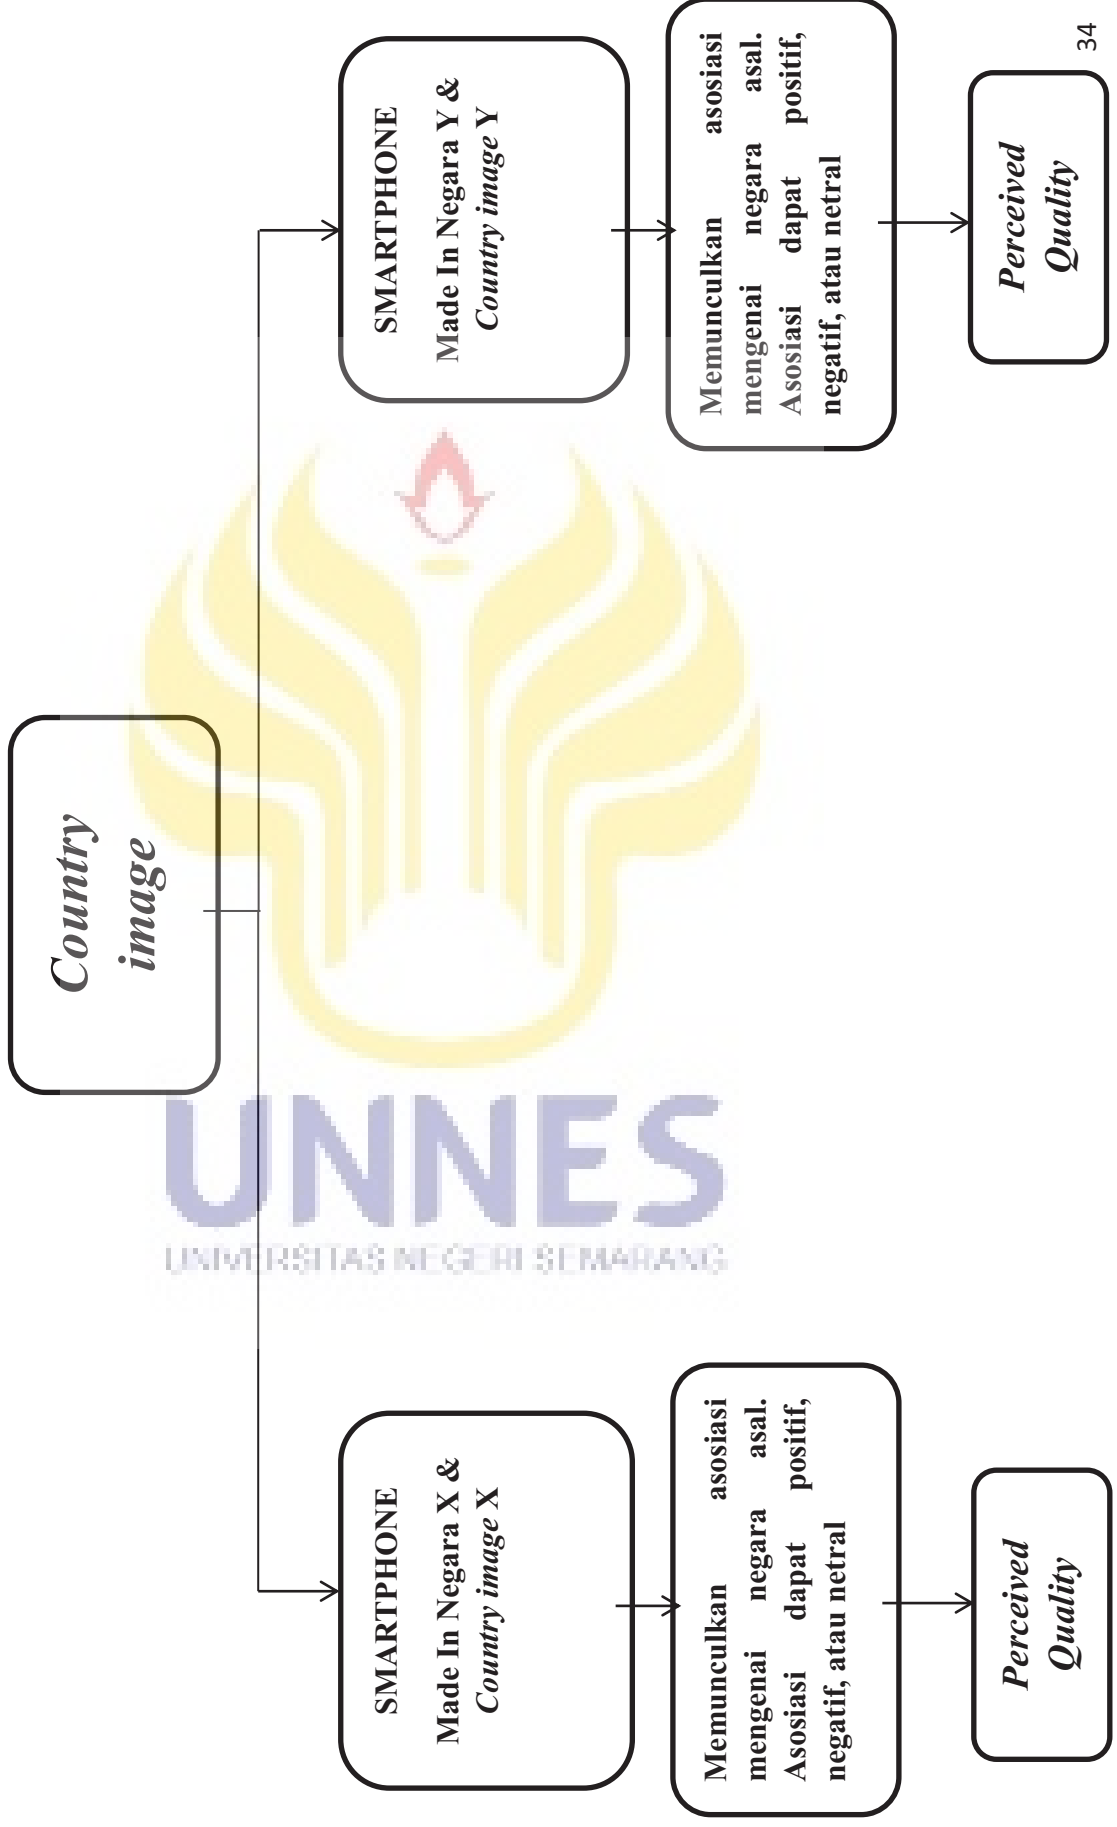 Country
image
SMARTPHONE
Made In Negara X &
Country image X
Memunculkan asosiasi
mengenai negara asal.
Asosiasi dapat positif,
negatif, atau netral
Perceived
Quality
SMARTPHONE
Made In Negara Y &
Country image Y
Memunculkan asosiasi
mengenai negara asal.
Asosiasi dapat positif,
negatif, atau netral
Perceived
Quality
UNNES
UNIVERSITAS NEGERI SEMARANG
34